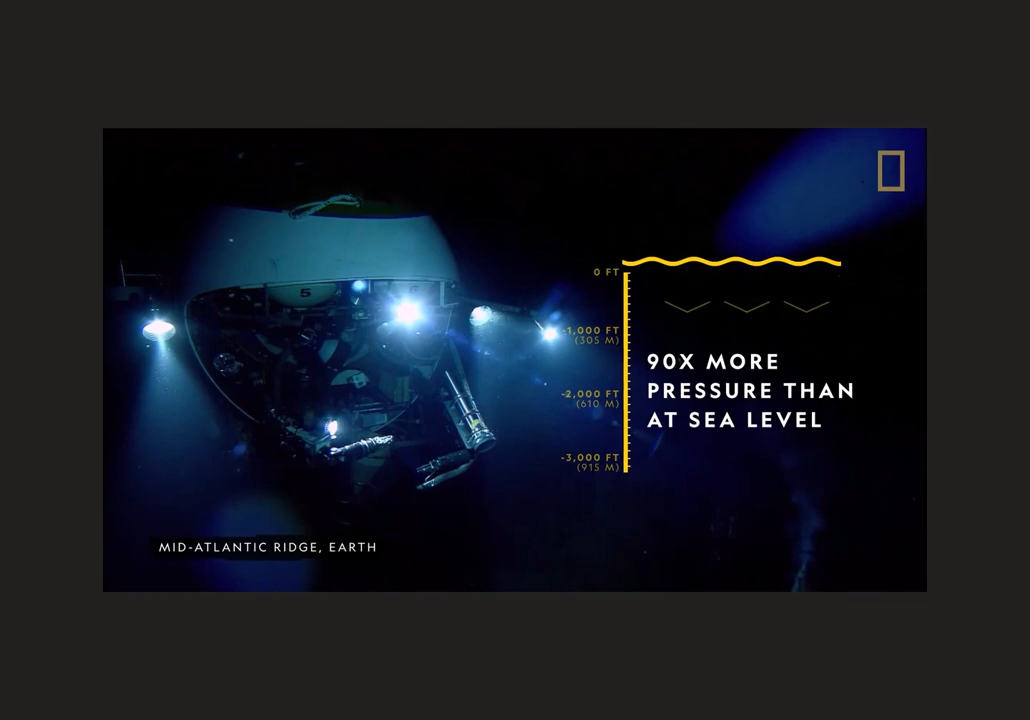 5
0 FT
-1,000 FT
(305 M)
-2,000 FT
(610 M)
-3,000 FT
(915 M)
90X MORE
PRESSURE THAN
AT SEA LEVEL
MID-ATLANTIC RIDGE, EARTH